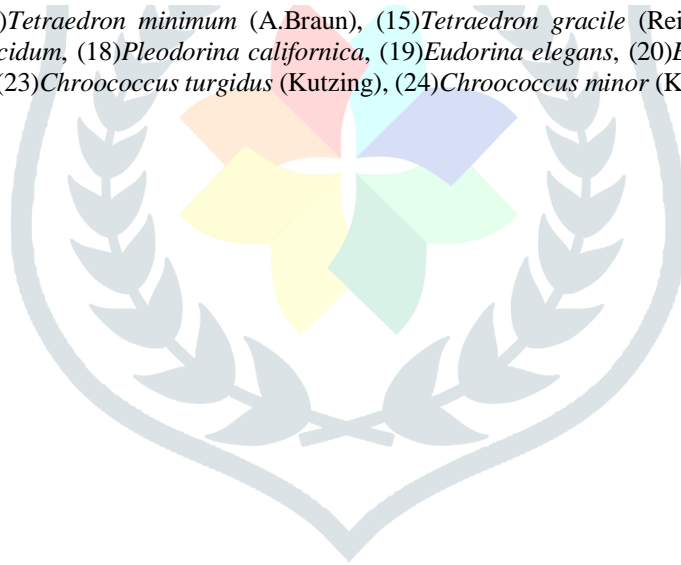 )Tetraedron minimum (A.Braun), (15)Tetraedron gracile (Rei
cidum, (18)Pleodorina californica, (19)Eudorina elegans, (20)
(23)Chroococcus turgidus (Kutzing), (24)Chroococcus minor (K